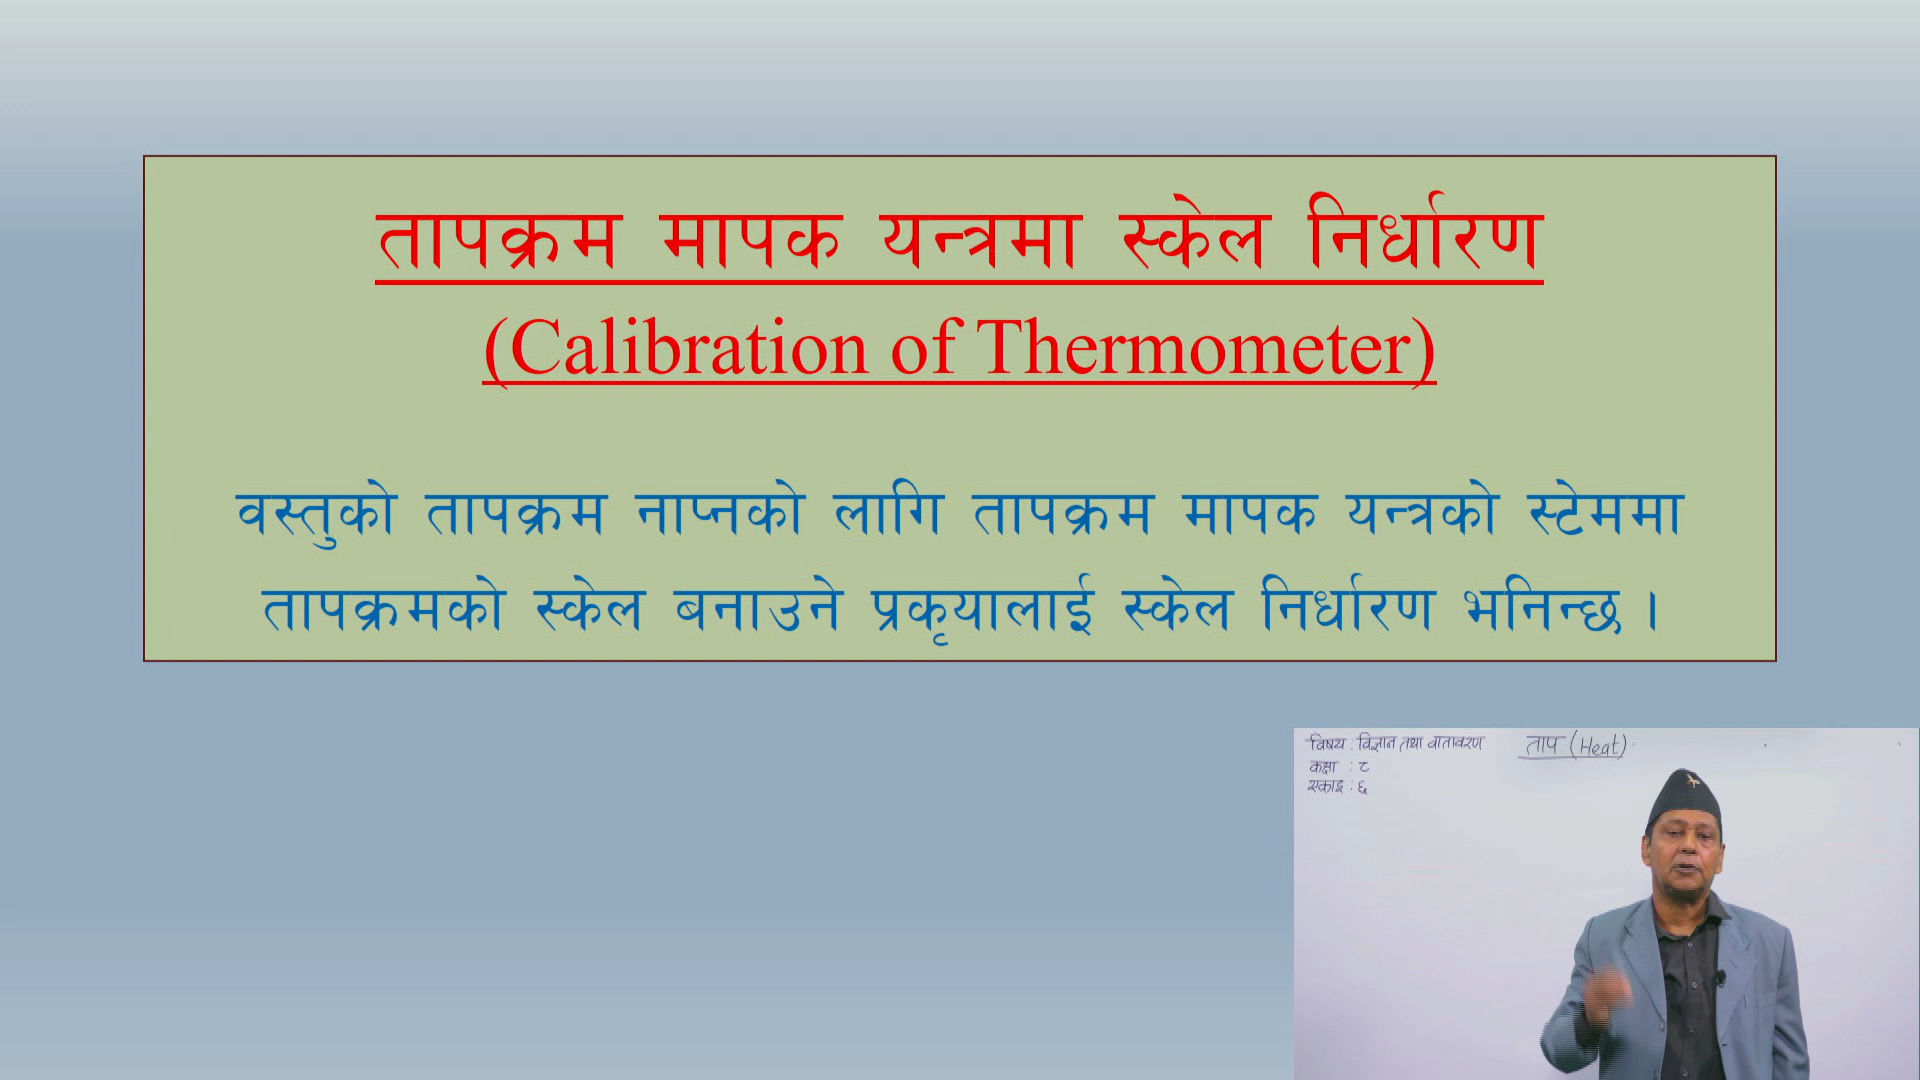 तापक्रम मापक यन्त्रमा स्केल निर्धारण
(Calibration of Thermometer)
वस्तुको तापक्रम नाप्नको लागि तापक्रम मापक यन्त्रको स्टेममा
तापक्रमको स्केल बनाउने प्रकृयालाई स्केल निर्धारण भनिन्छ ।
विषय : विज्ञान तथा वातावरण
ताप (Heat)
कक्षा : ८
एकाइ : ६